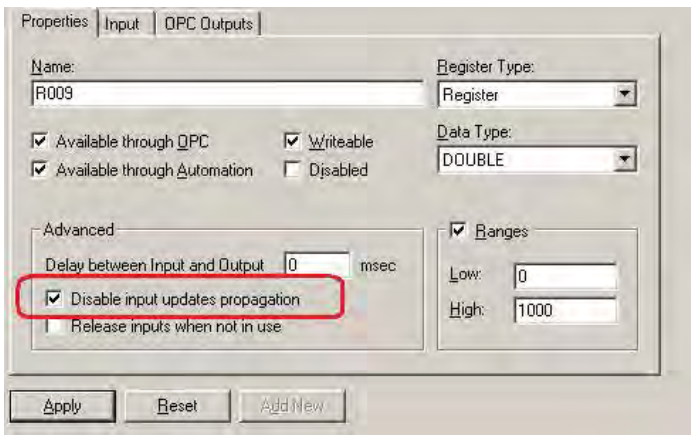 Properties Input OPC Outputs
Name: Register Type:
R009 Register
Available through OPC Writeable Data Type:
Available through Automation Disabled DOUBLE
Advanced Ranges
Delay between Input and Output 0 msec Low: 0
Disable input updates propagation
Release inputs when not in use High: 1000
Apply Reset Add New